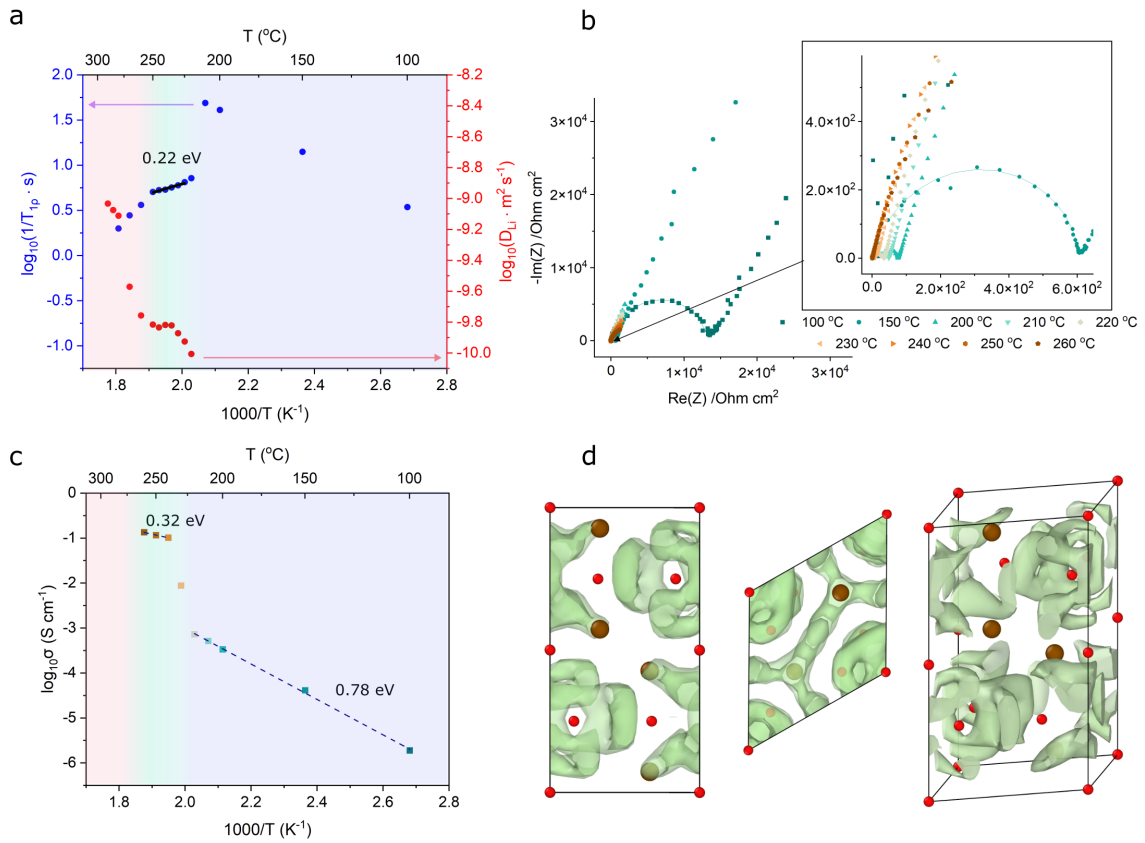 a
T (°C)
300 250 200 150 100
2.0
1.5
1.0
0.5
0.0
-0.5
-1.0
log10(1/T1ρ · s)
0.22 eV
-8.2
-8.4
-8.6
-8.8
-9.0
-9.2
-9.4
-9.6
-9.8
-10.0
log10(DLi · m² s⁻¹)
1.8 2.0 2.2 2.4 2.6 2.8
1000/T (K⁻¹)
b
3×10⁴
2×10⁴
1×10⁴
0
-Im(Z) /Ohm cm²
0 1×10⁴ 2×10⁴ 3×10⁴
Re(Z) /Ohm cm²
4.0×10²
2.0×10²
0.0
0.0 2.0×10² 4.0×10² 6.0×10²
100 °C 150 °C 200 °C 210 °C 220 °C
230 °C 240 °C 250 °C 260 °C
c
T (°C)
300 250 200 150 100
0
-1
-2
-3
-4
-5
-6
log10σ (S cm⁻¹)
0.32 eV
0.78 eV
1.8 2.0 2.2 2.4 2.6 2.8
1000/T (K⁻¹)
d